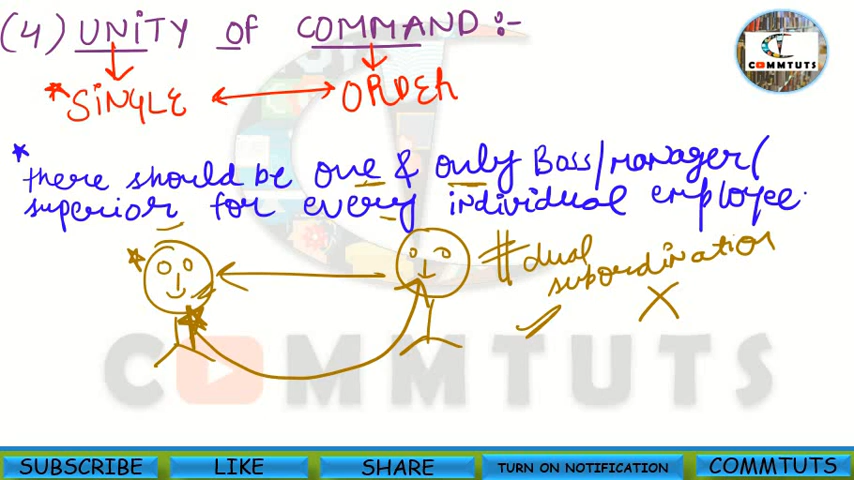 (4) UNITY of COMMAND :-
COMMTUTS
*SINGLE ORDER
*there should be one & only Boss/manager/
superior for every individual employee.
#dual
subordination
COMMTUTS
SUBSCRIBE LIKE SHARE TURN ON NOTIFICATION COMMTUTS